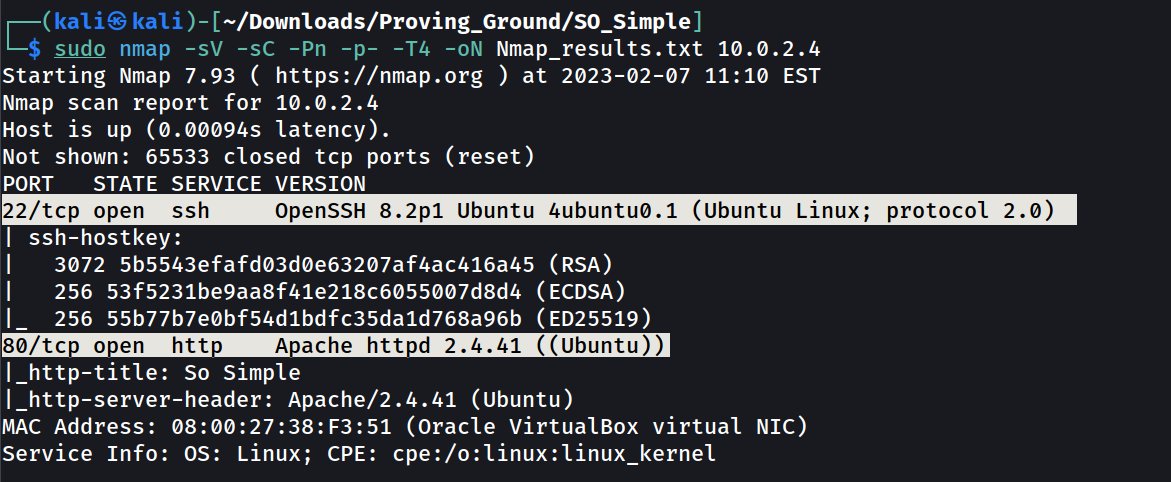 ┌──(kali㉿kali)-[~/Downloads/Proving_Ground/SO_Simple]
└─$ sudo nmap -sV -sC -Pn -p- -T4 -oN Nmap_results.txt 10.0.2.4
Starting Nmap 7.93 ( https://nmap.org ) at 2023-02-07 11:10 EST
Nmap scan report for 10.0.2.4
Host is up (0.00094s latency).
Not shown: 65533 closed tcp ports (reset)
PORT   STATE SERVICE VERSION
22/tcp open  ssh     OpenSSH 8.2p1 Ubuntu 4ubuntu0.1 (Ubuntu Linux; protocol 2.0)
| ssh-hostkey:
|   3072 5b5543efafd03d0e63207af4ac416a45 (RSA)
|   256 53f5231be9aa8f41e218c6055007d8d4 (ECDSA)
|_  256 55b77b7e0bf54d1bdfc35da1d768a96b (ED25519)
80/tcp open  http    Apache httpd 2.4.41 ((Ubuntu))
|_http-title: So Simple
|_http-server-header: Apache/2.4.41 (Ubuntu)
MAC Address: 08:00:27:38:F3:51 (Oracle VirtualBox virtual NIC)
Service Info: OS: Linux; CPE: cpe:/o:linux:linux_kernel